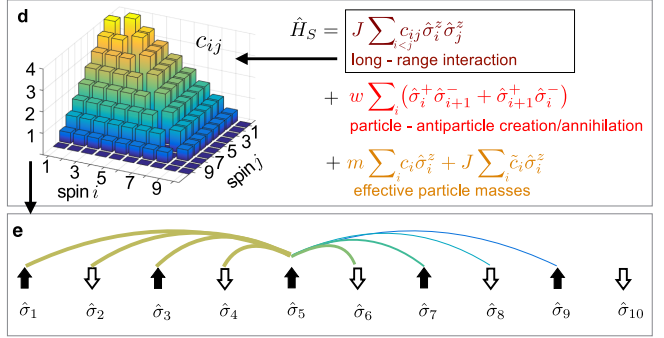 d
c_{ij}
Ĥ_S = J ∑_{i<j} c_{ij} σ̂_i^z σ̂_j^z
long - range interaction
+ w ∑_i (σ̂_i^+ σ̂_{i+1}^- + σ̂_{i+1}^+ σ̂_i^-)
particle - antiparticle creation/annihilation
+ m ∑_i c_i σ̂_i^z + J ∑_i c̃_i σ̂_i^z
effective particle masses
4
3
2
1
1 3 5 7 9
spin i
9 7 5 3 1
spin j
e
σ̂_1 σ̂_2 σ̂_3 σ̂_4 σ̂_5 σ̂_6 σ̂_7 σ̂_8 σ̂_9 σ̂_{10}